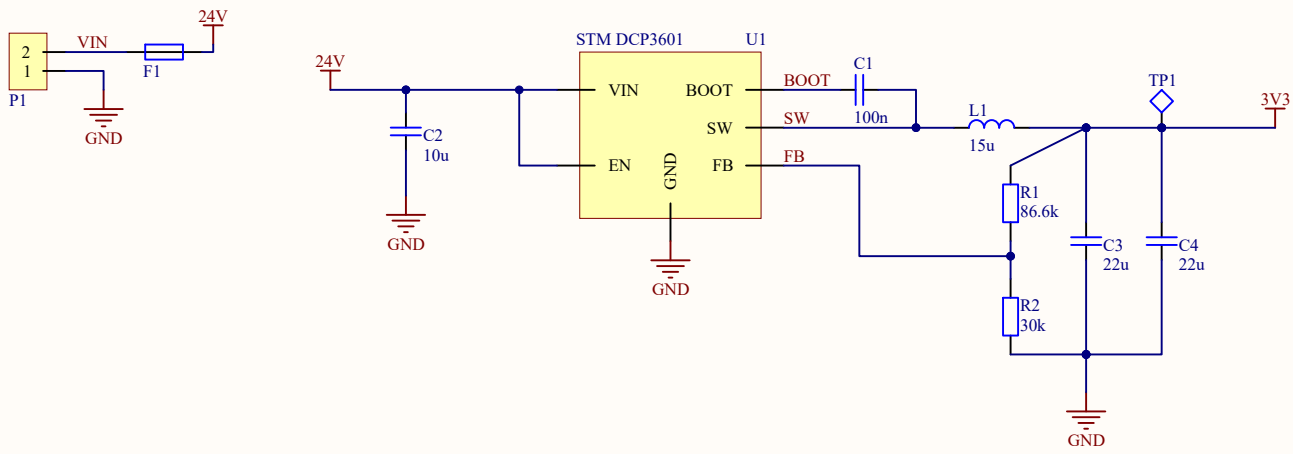 24V
VIN
2
1
F1
P1
GND
STM DCP3601
U1
24V
VIN
BOOT
BOOT
C1
100n
SW
SW
L1
15u
TP1
3V3
C2
10u
EN
GND
FB
FB
R1
86.6k
C3
22u
C4
22u
GND
GND
R2
30k
GND